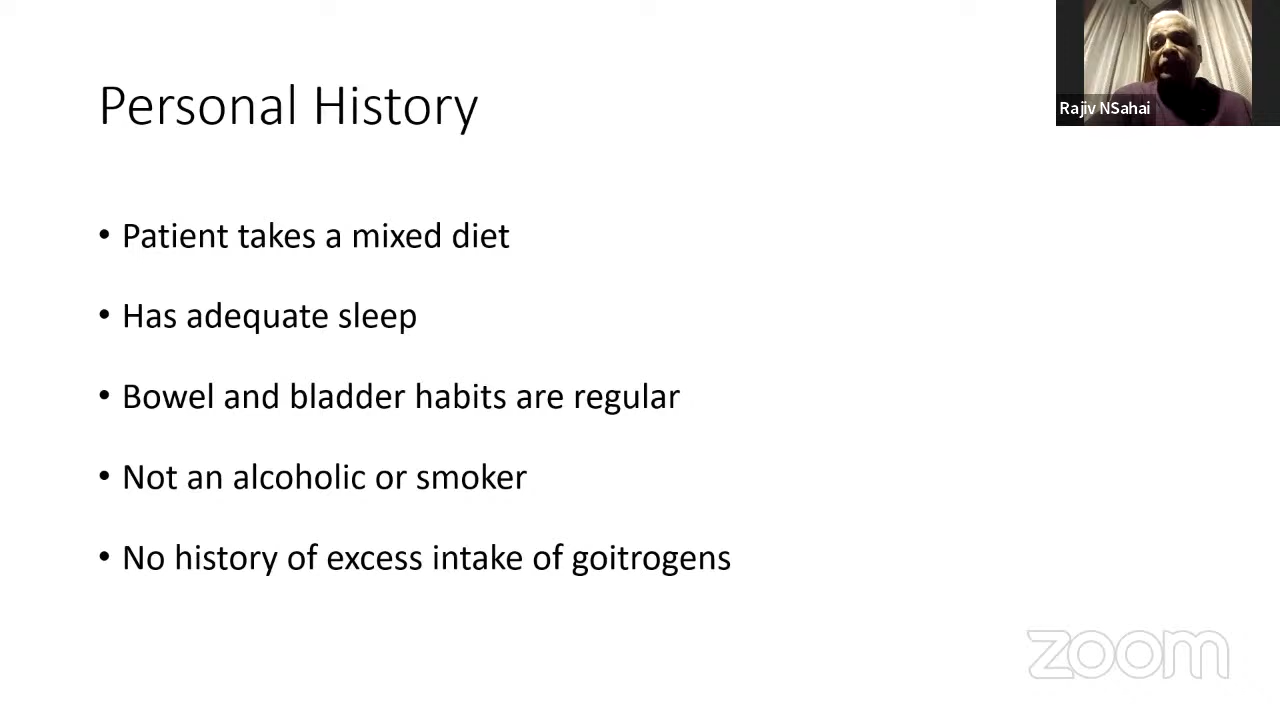 Personal History
Rajiv NSahai
• Patient takes a mixed diet
• Has adequate sleep
• Bowel and bladder habits are regular
• Not an alcoholic or smoker
• No history of excess intake of goitrogens
zoom